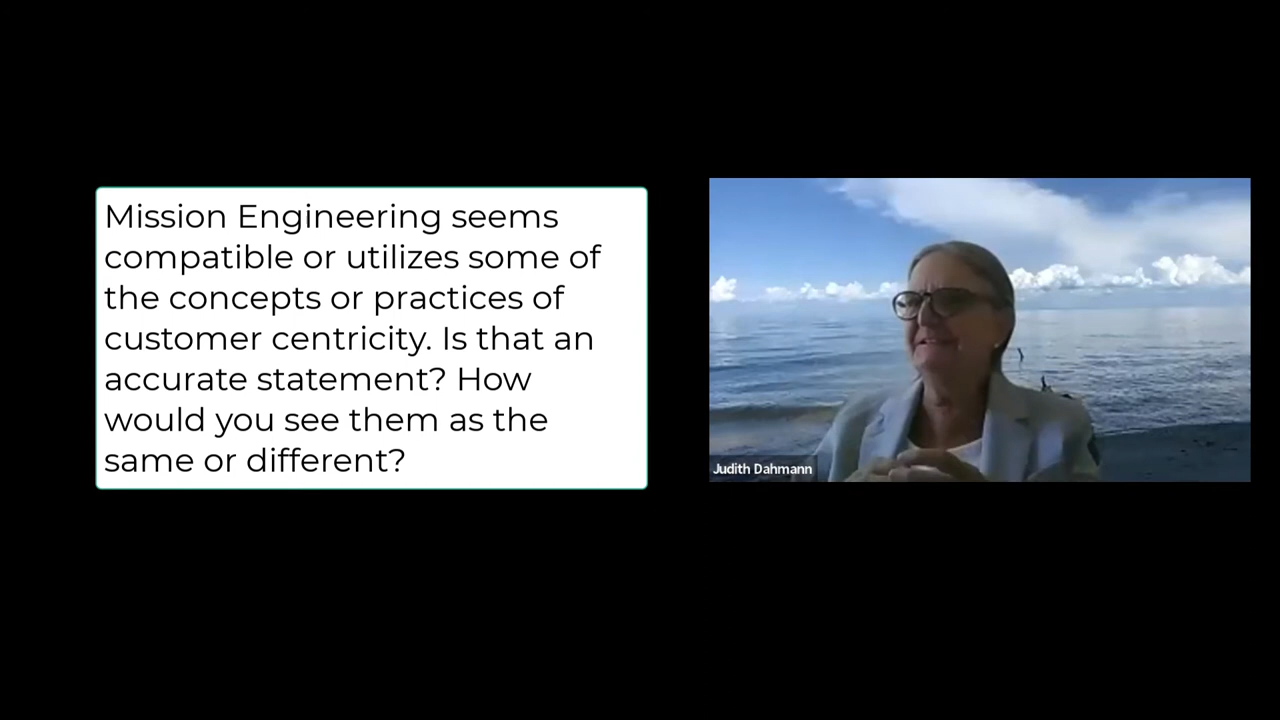 Mission Engineering seems
compatible or utilizes some of
the concepts or practices of
customer centricity. Is that an
accurate statement? How
would you see them as the
same or different?
Judith Dahmann